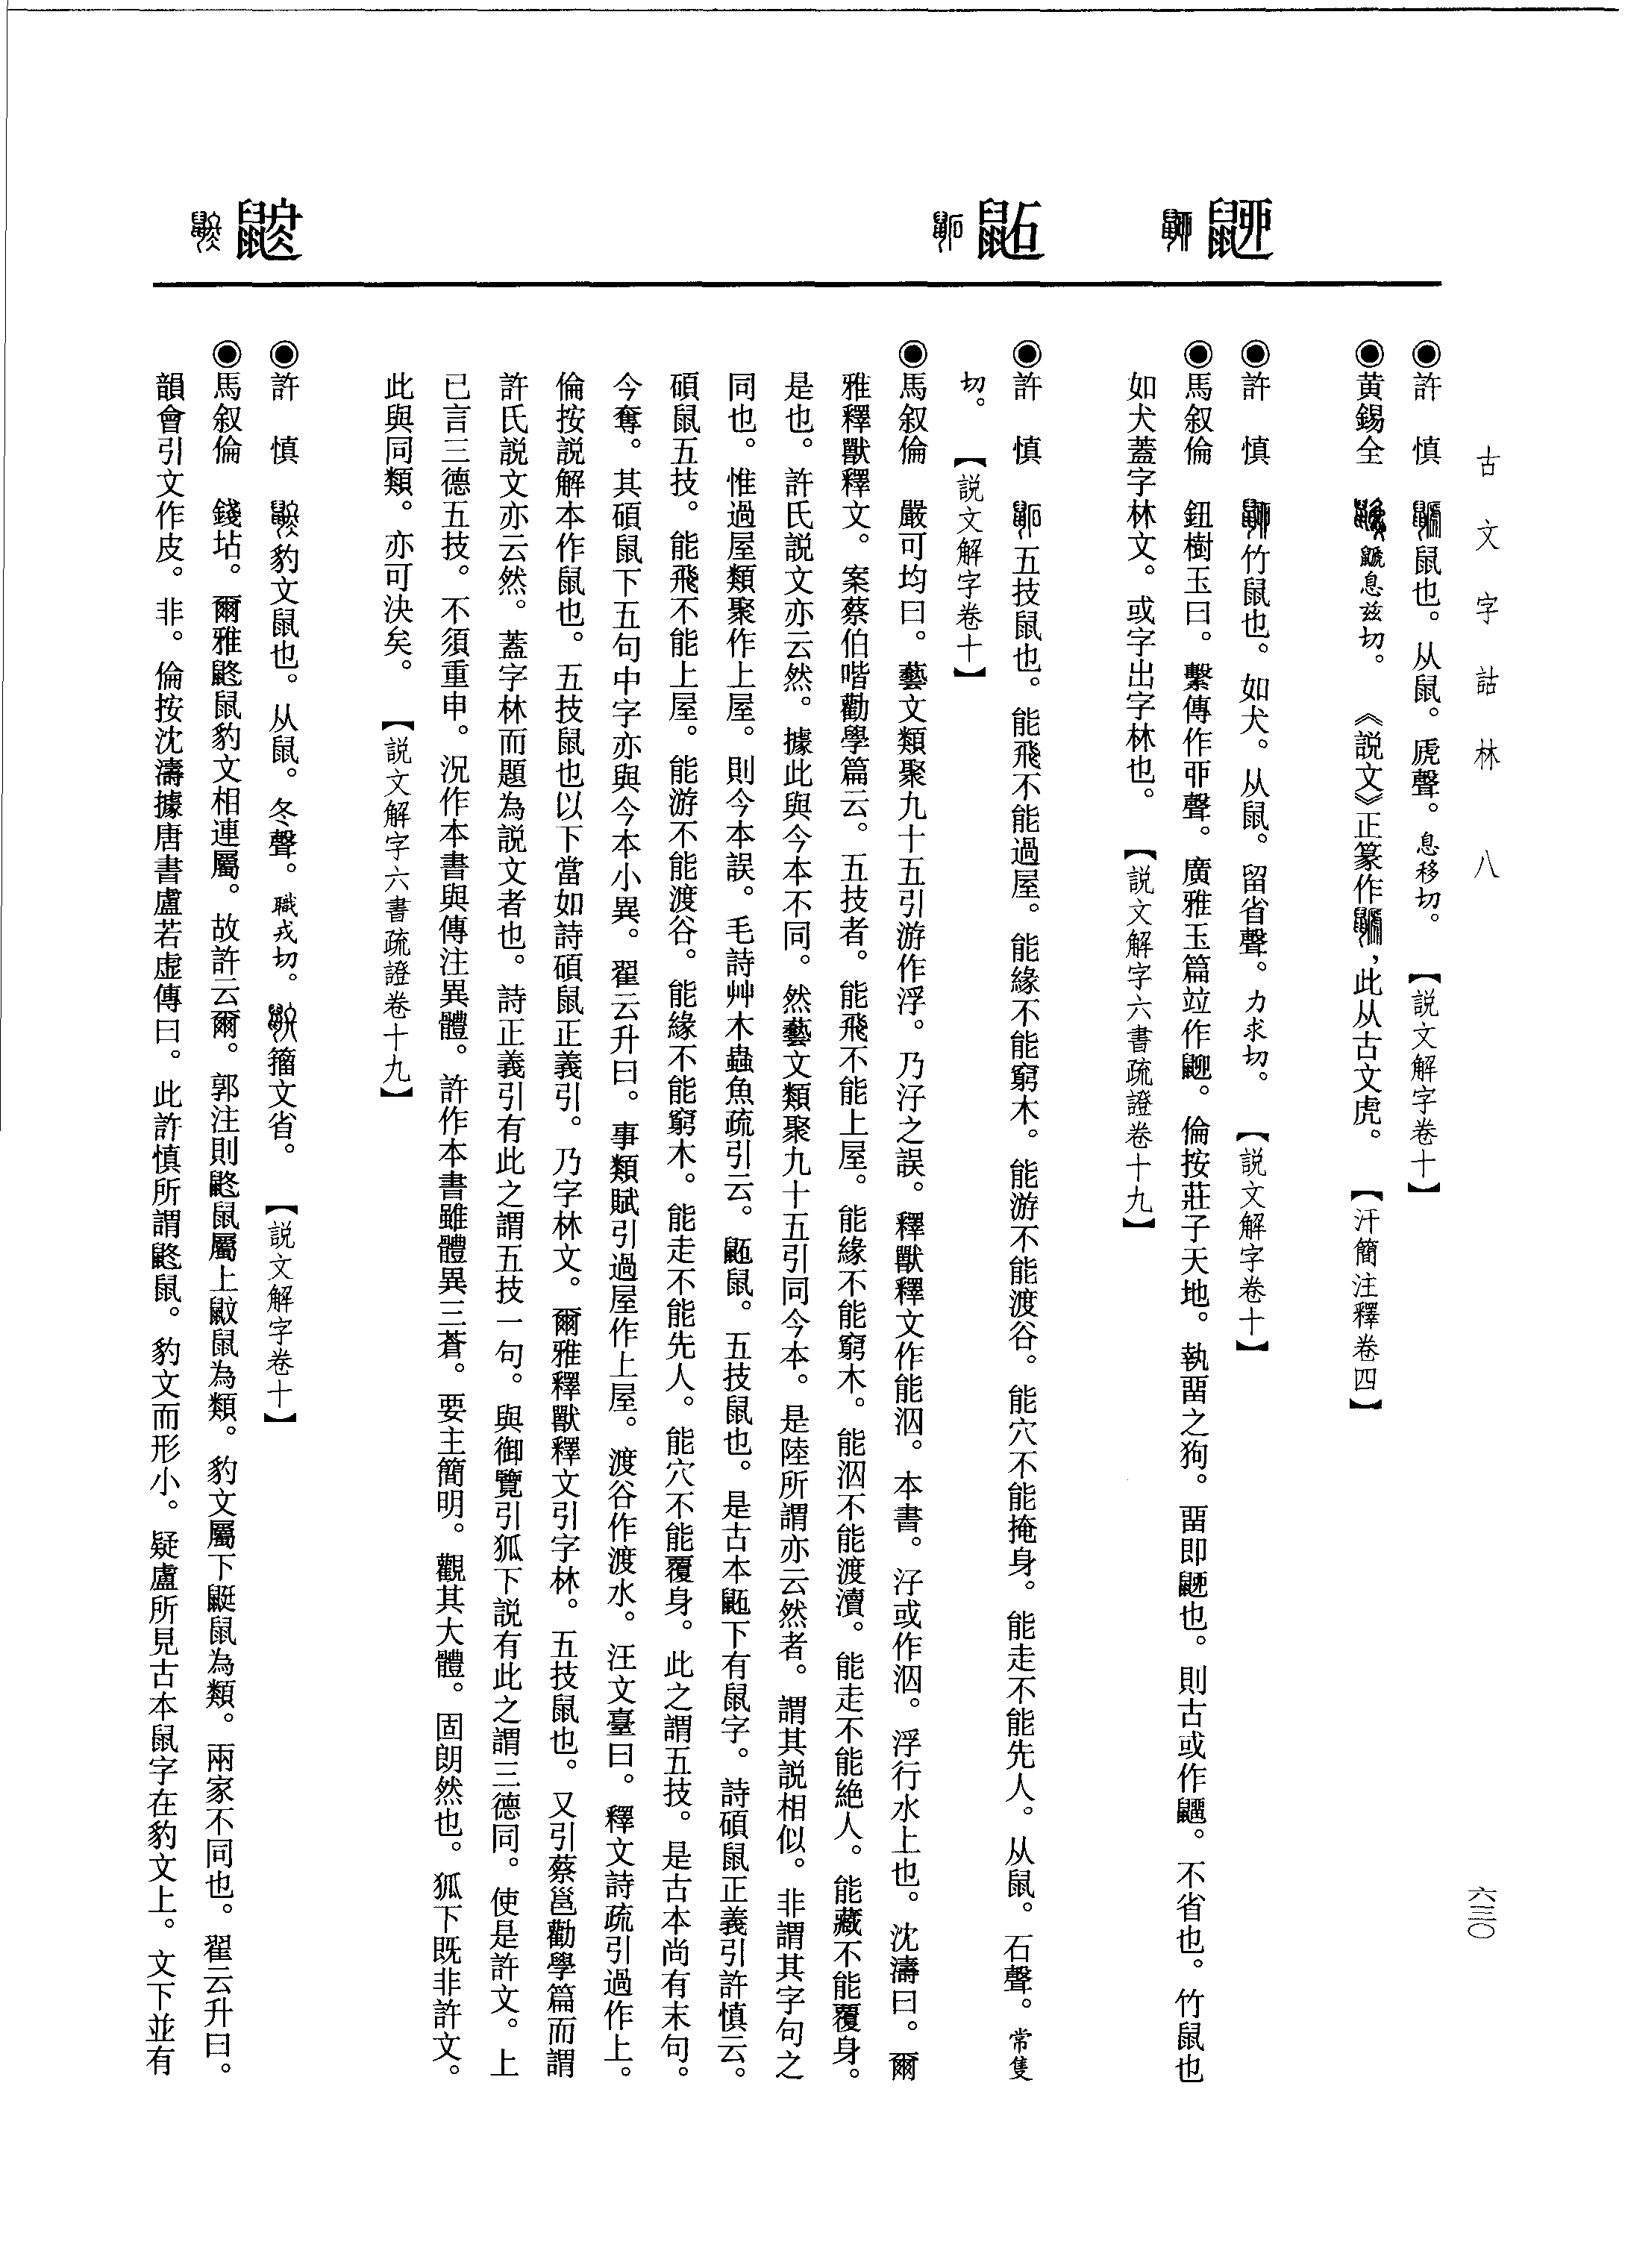 古文字詁林　八
六三〇
◉許　慎　鼠也。从鼠。虒聲。息移切。【説文解字卷十】
◉黄錫全　鼶息兹切。《説文》正篆作，此从古文虎。【汗簡注釋卷四】
◉許　慎　竹鼠也。如犬。从鼠。留省聲。力求切。【説文解字卷十】
◉馬叙倫　鈕樹玉曰。繫傳作丣聲。廣雅玉篇竝作。倫按莊子天地。執畱之狗。畱即也。則古或作鼺。不省也。竹鼠也
如犬蓋字林文。或字出字林也。【説文解字六書疏證卷十九】
鼫
◉許　慎　五技鼠也。能飛不能過屋。能緣不能窮木。能游不能渡谷。能穴不能掩身。能走不能先人。从鼠。石聲。常隻
切。【説文解字卷十】
◉馬叙倫　嚴可均曰。藝文類聚九十五引游作浮。乃汓之誤。釋獸釋文作能泅。本書。汓或作泅。浮行水上也。沈濤曰。爾
雅釋獸釋文。案蔡伯喈勸學篇云。五技者。能飛不能上屋。能緣不能窮木。能泅不能渡瀆。能走不能絶人。能藏不能覆身。
是也。許氏説文亦云然。據此與今本不同。然藝文類聚九十五引同今本。是陸所謂亦云然者。謂其説相似。非謂其字句之
同也。惟過屋類聚作上屋。則今本誤。毛詩艸木蟲魚疏引云。鼫鼠。五技鼠也。是古本鼫下有鼠字。詩碩鼠正義引許慎云。
碩鼠五技。能飛不能上屋。能游不能渡谷。能緣不能窮木。能走不能先人。能穴不能覆身。此之謂五技。是古本尚有末句。
今奪。其碩鼠下五句中字亦與今本小異。翟云升曰。事類賦引過屋作上屋。渡谷作渡水。汪文臺曰。釋文詩疏引過作上。
倫按説解本作鼠也。五技鼠也以下當如詩碩鼠正義引。乃字林文。爾雅釋獸釋文引字林。五技鼠也。又引蔡邕勸學篇而謂
許氏説文亦云然。蓋字林而題為説文者也。詩正義引有此之謂五技一句。與御覽引狐下説有此之謂三德同。使是許文。上
已言三德五技。不須重申。況作本書與傳注異體。許作本書雖體異三蒼。要主簡明。觀其大體。固朗然也。狐下既非許文。
此與同類。亦可決矣。【説文解字六書疏證卷十九】
鼨
◉許　慎　豹文鼠也。从鼠。冬聲。職戎切。籀文省。【説文解字卷十】
◉馬叙倫　錢坫。爾雅鼨鼠豹文相連屬。故許云爾。郭注則鼨鼠屬上鼤鼠為類。豹文屬下鼮鼠為類。兩家不同也。翟云升曰。
韻會引文作皮。非。倫按沈濤據唐書盧若虛傳曰。此許慎所謂鼨鼠。豹文而形小。疑盧所見古本鼠字在豹文上。文下並有